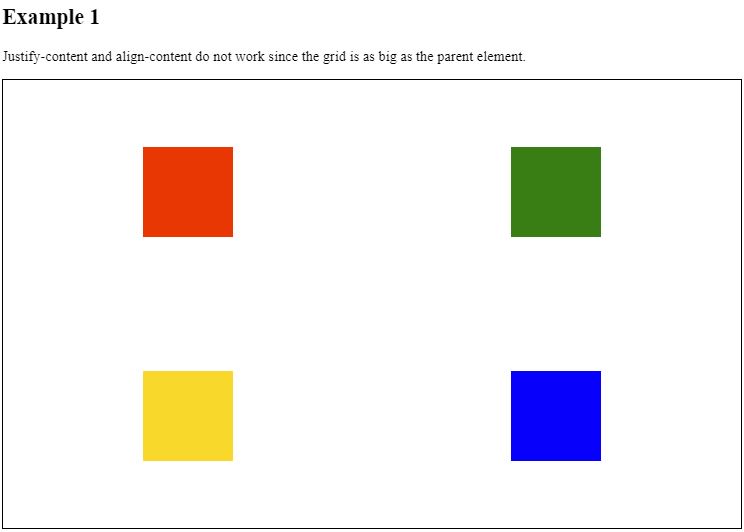 Example 1
Justify-content and align-content do not work since the grid is as big as the parent element.